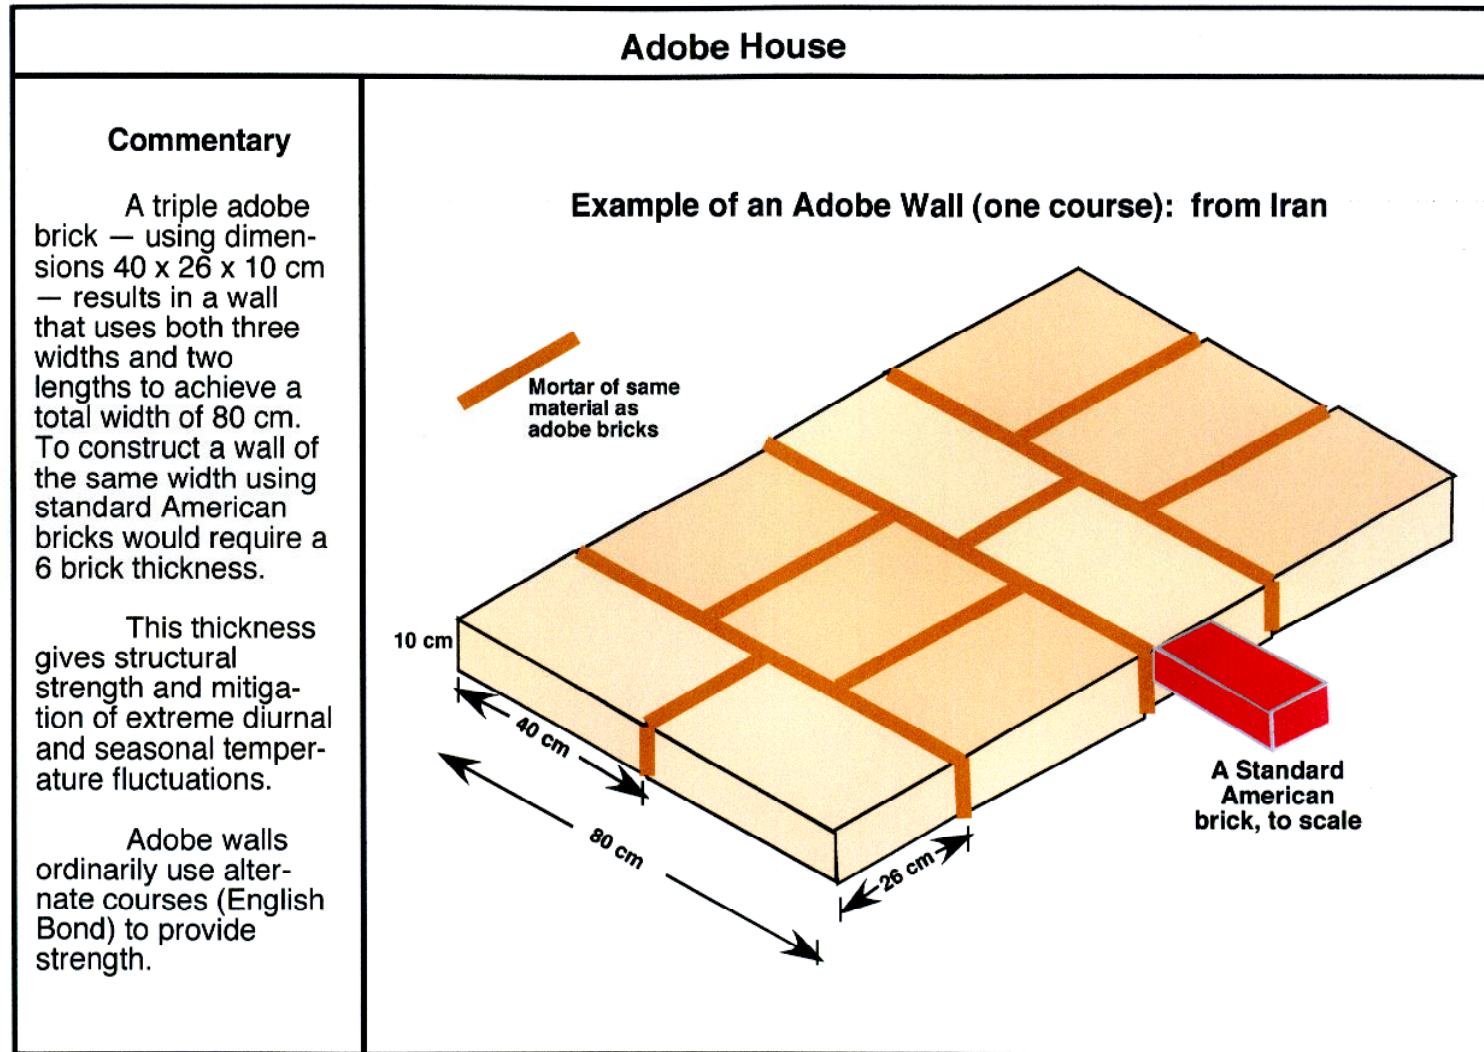 Adobe House
Commentary
A triple adobe
brick — using dimen-
sions 40 x 26 x 10 cm
— results in a wall
that uses both three
widths and two
lengths to achieve a
total width of 80 cm.
To construct a wall of
the same width using
standard American
bricks would require a
6 brick thickness.
This thickness
gives structural
strength and mitiga-
tion of extreme diurnal
and seasonal temper-
ature fluctuations.
Adobe walls
ordinarily use alter-
nate courses (English
Bond) to provide
strength.
Example of an Adobe Wall (one course):  from Iran
Mortar of same
material as
adobe bricks
10 cm
40 cm
80 cm
26 cm
A Standard
American
brick, to scale